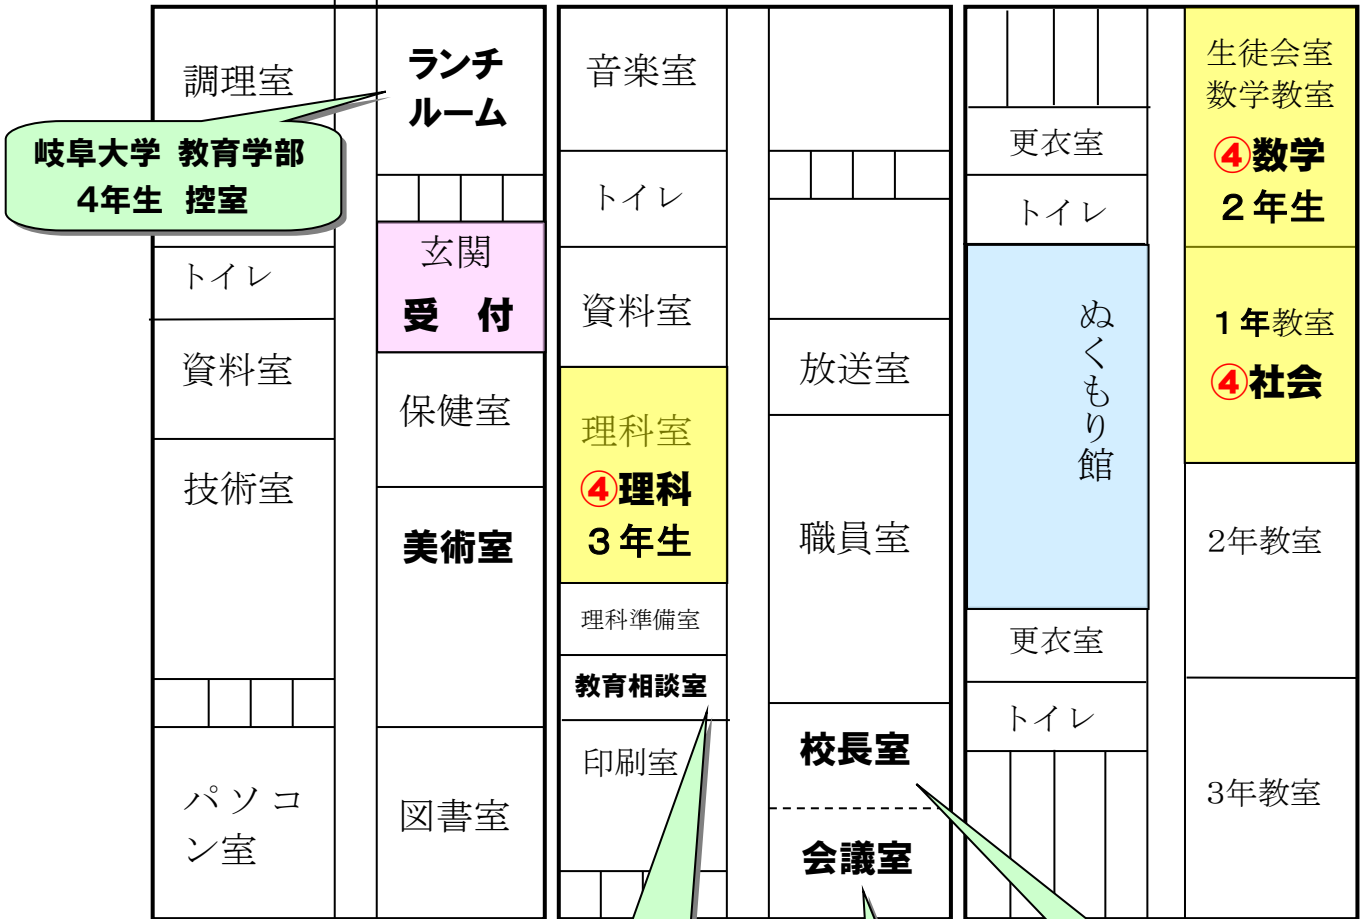 調理室
岐阜大学 教育学部
4年生 控室
トイレ
資料室
技術室
パソコ
ン室
ランチ
ルーム
玄関
受 付
保健室
美術室
図書室
音楽室
トイレ
資料室
理科室
④理科
３年生
理科準備室
教育相談室
印刷室
放送室
職員室
校長室
会議室
更衣室
トイレ
ぬくもり館
更衣室
トイレ
生徒会室
数学教室
④数学
２年生
１年教室
④社会
2年教室
3年教室